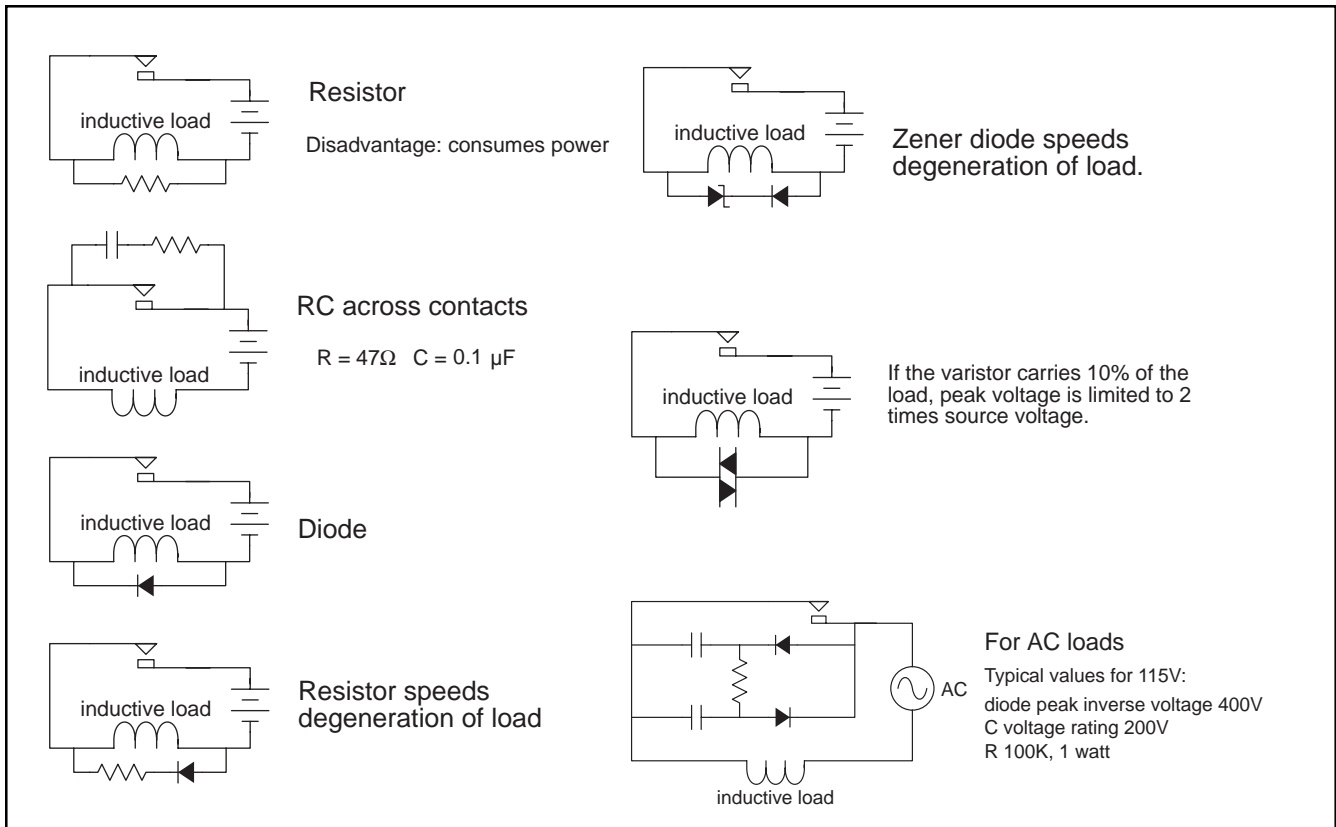 inductive load
Resistor
Disadvantage: consumes power
inductive load
RC across contacts
R = 47Ω C = 0.1 µF
inductive load
Diode
inductive load
Resistor speeds
degeneration of load
inductive load
Zener diode speeds
degeneration of load.
inductive load
If the varistor carries 10% of the
load, peak voltage is limited to 2
times source voltage.
AC
inductive load
For AC loads
Typical values for 115V:
diode peak inverse voltage 400V
C voltage rating 200V
R 100K, 1 watt